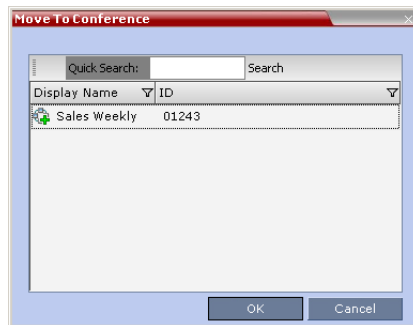 Move To Conference
Quick Search: Search
Display Name ID
Sales Weekly 01243
OK Cancel